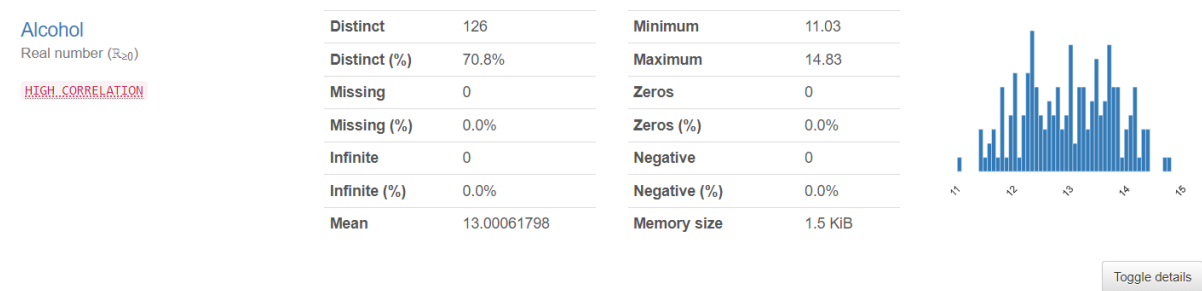 Alcohol
Real number (ℝ≥0)
HIGH CORRELATION
Distinct 126
Distinct (%) 70.8%
Missing 0
Missing (%) 0.0%
Infinite 0
Infinite (%) 0.0%
Mean 13.00061798
Minimum 11.03
Maximum 14.83
Zeros 0
Zeros (%) 0.0%
Negative 0
Negative (%) 0.0%
Memory size 1.5 KiB
11 12 13 14 15
Toggle details